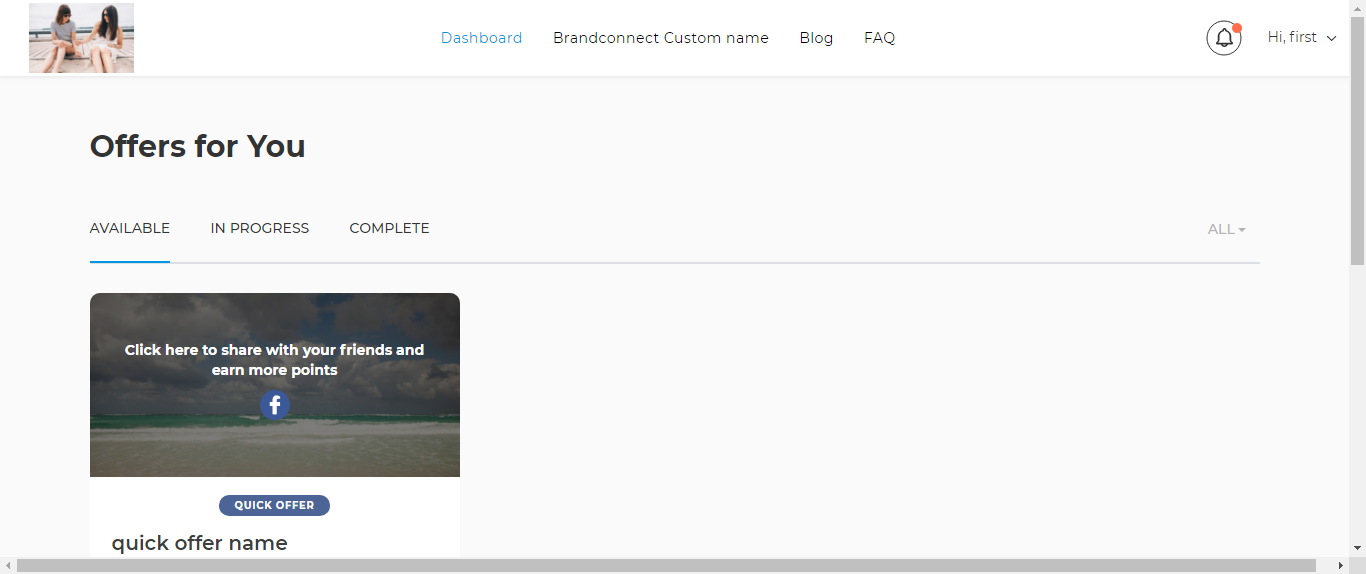 Dashboard
Brandconnect Custom name
Blog
FAQ
Hi, first
Offers for You
AVAILABLE
IN PROGRESS
COMPLETE
ALL
Click here to share with your friends and
earn more points
QUICK OFFER
quick offer name